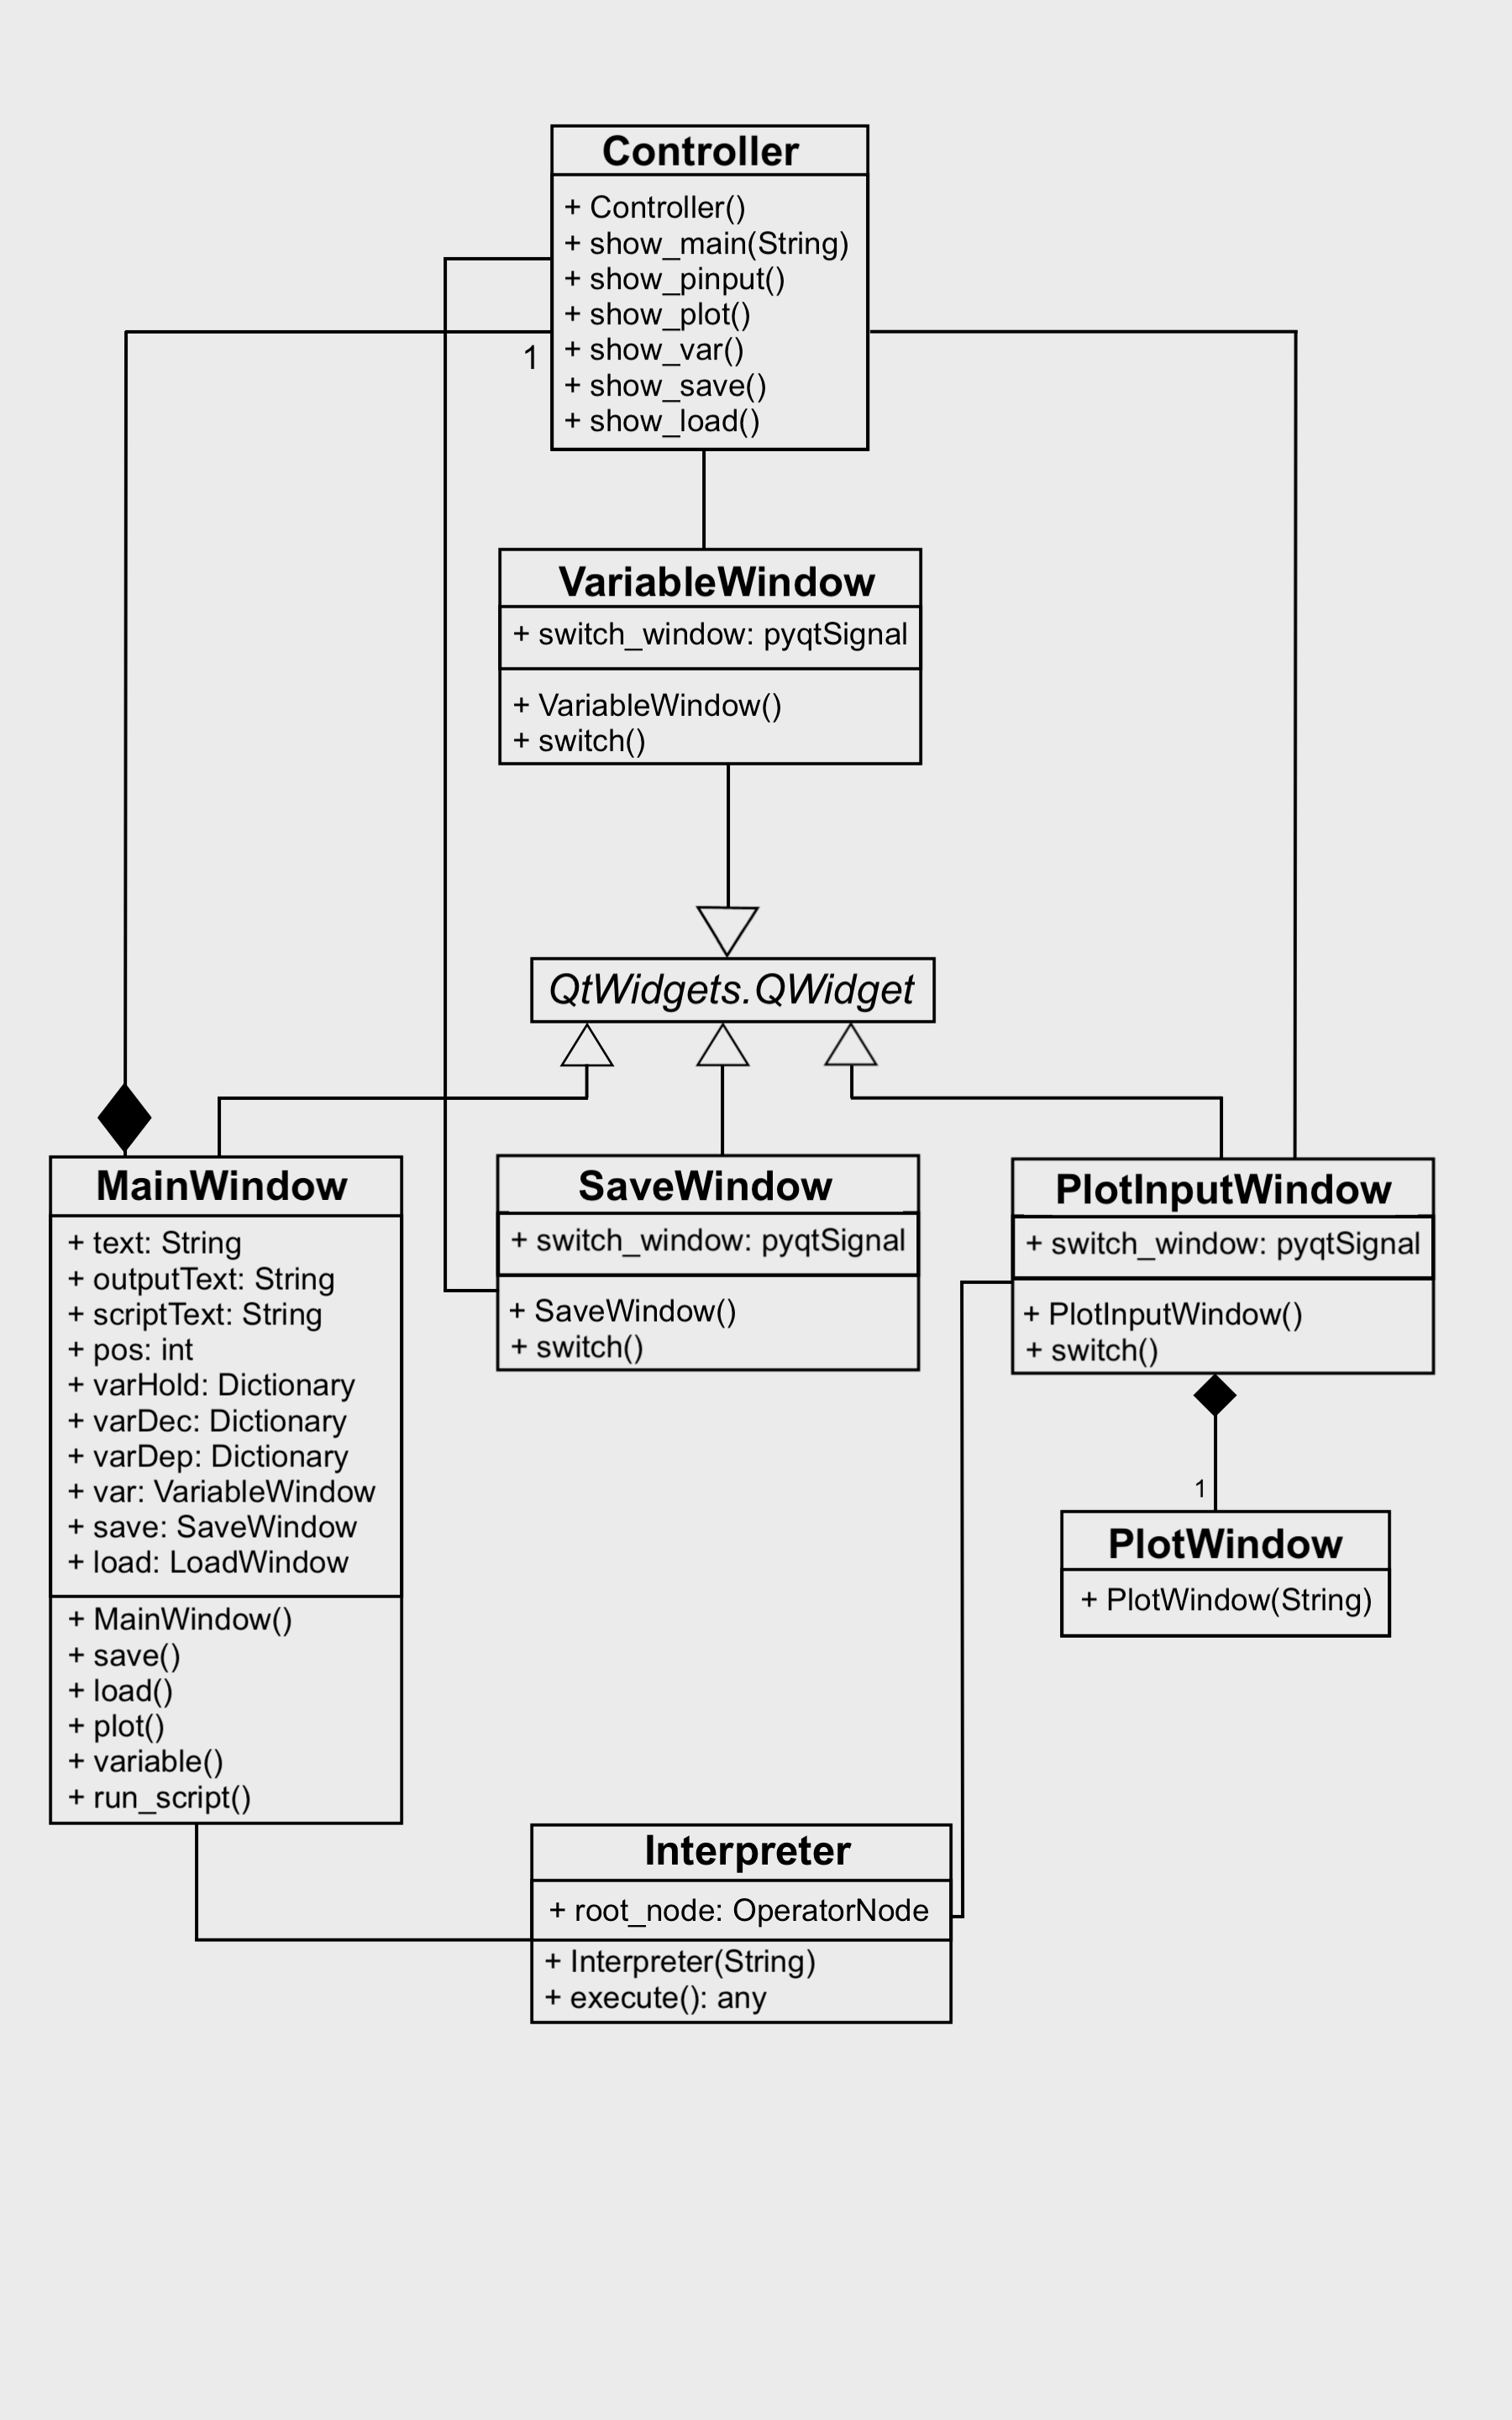 Controller
+ Controller()
+ show_main(String)
+ show_pinput()
+ show_plot()
+ show_var()
+ show_save()
+ show_load()
1
VariableWindow
+ switch_window: pyqtSignal
+ VariableWindow()
+ switch()
QtWidgets.QWidget
MainWindow
+ text: String
+ outputText: String
+ scriptText: String
+ pos: int
+ varHold: Dictionary
+ varDec: Dictionary
+ varDep: Dictionary
+ var: VariableWindow
+ save: SaveWindow
+ load: LoadWindow
+ MainWindow()
+ save()
+ load()
+ plot()
+ variable()
+ run_script()
SaveWindow
+ switch_window: pyqtSignal
+ SaveWindow()
+ switch()
PlotInputWindow
+ switch_window: pyqtSignal
+ PlotInputWindow()
+ switch()
1
PlotWindow
+ PlotWindow(String)
Interpreter
+ root_node: OperatorNode
+ Interpreter(String)
+ execute(): any